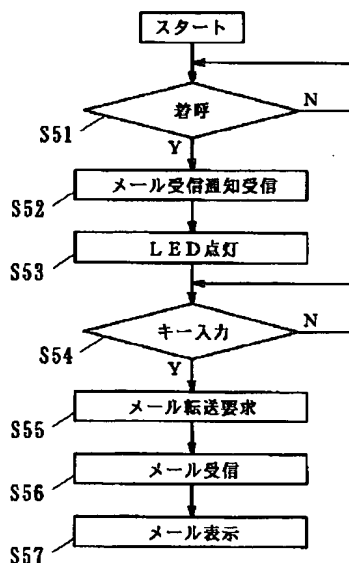 スタート
着呼
N
S51
Y
メール受信通知受信
S52
LED点灯
S53
キー入力
N
S54
Y
メール転送要求
S55
メール受信
S56
メール表示
S57